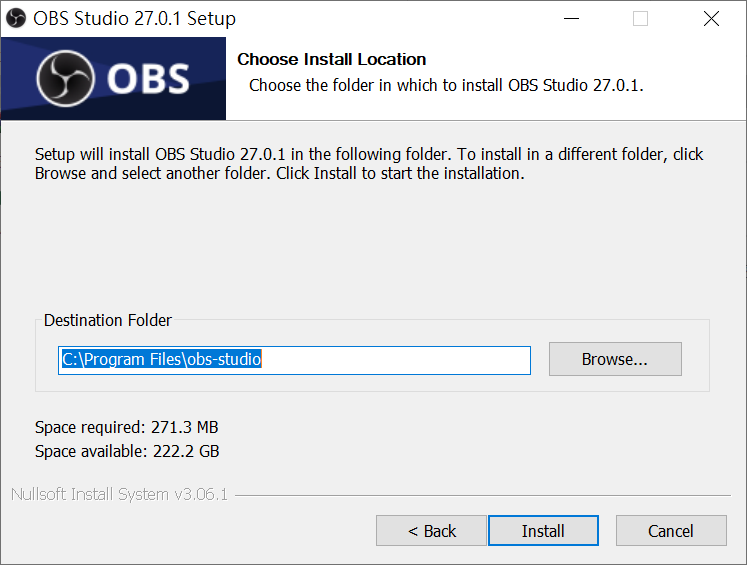 OBS Studio 27.0.1 Setup
OBS
Choose Install Location
Choose the folder in which to install OBS Studio 27.0.1.
Setup will install OBS Studio 27.0.1 in the following folder. To install in a different folder, click
Browse and select another folder. Click Install to start the installation.
Destination Folder
C:\Program Files\obs-studio
Browse...
Space required: 271.3 MB
Space available: 222.2 GB
Nullsoft Install System v3.06.1
< Back
Install
Cancel